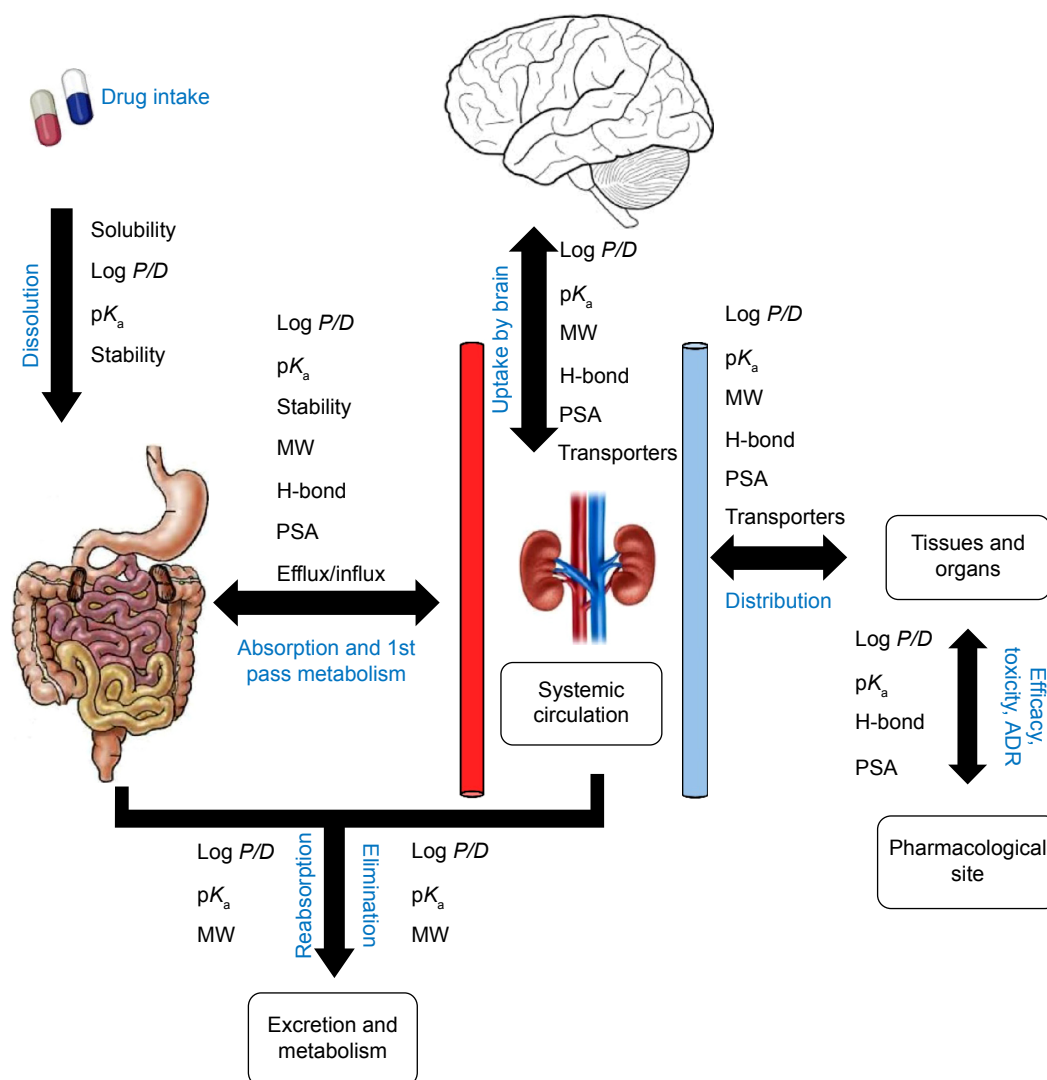 Drug intake
Dissolution
Solubility
Log P/D
pKa
Stability
Log P/D
pKa
Stability
MW
H-bond
PSA
Efflux/influx
Absorption and 1st
pass metabolism
Uptake by brain
Log P/D
pKa
MW
H-bond
PSA
Transporters
Systemic
circulation
Log P/D
pKa
MW
H-bond
PSA
Transporters
Distribution
Tissues and
organs
Log P/D
pKa
H-bond
PSA
Efficacy,
toxicity, ADR
Pharmacological
site
Log P/D
pKa
MW
Reabsorption
Elimination
Log P/D
pKa
MW
Excretion and
metabolism